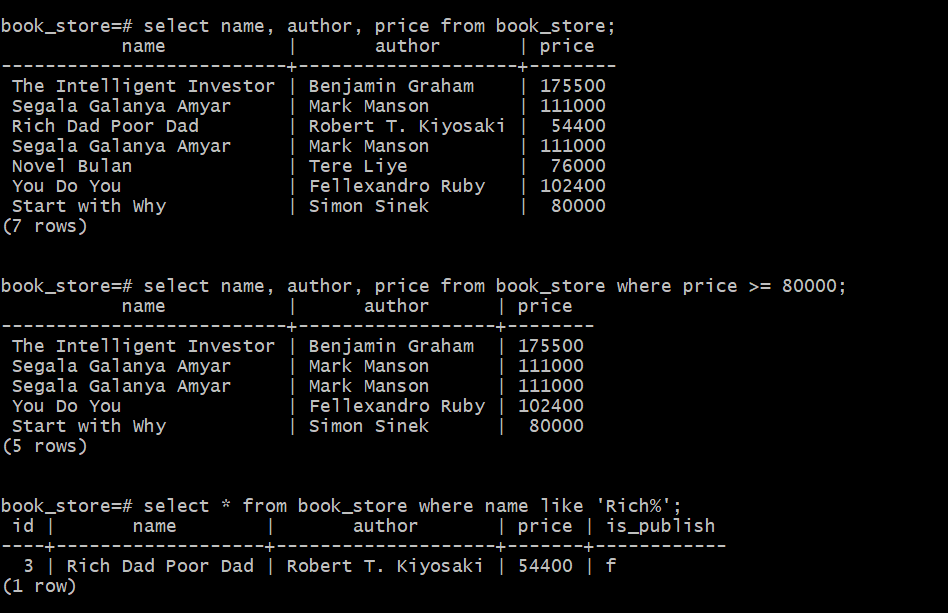 book_store=# select name, author, price from book_store;
           name           |       author       | price
--------------------------+--------------------+--------
 The Intelligent Investor | Benjamin Graham    | 175500
 Segala Galanya Amyar     | Mark Manson        | 111000
 Rich Dad Poor Dad        | Robert T. Kiyosaki |  54400
 Segala Galanya Amyar     | Mark Manson        | 111000
 Novel Bulan              | Tere Liye          |  76000
 You Do You               | Fellexandro Ruby   | 102400
 Start with Why           | Simon Sinek        |  80000
(7 rows)
book_store=# select name, author, price from book_store where price >= 80000;
           name           |      author      | price
--------------------------+------------------+--------
 The Intelligent Investor | Benjamin Graham  | 175500
 Segala Galanya Amyar     | Mark Manson      | 111000
 Segala Galanya Amyar     | Mark Manson      | 111000
 You Do You               | Fellexandro Ruby | 102400
 Start with Why           | Simon Sinek      |  80000
(5 rows)
book_store=# select * from book_store where name like 'Rich%';
 id |       name        |       author       | price | is_publish
----+-------------------+--------------------+-------+------------
  3 | Rich Dad Poor Dad | Robert T. Kiyosaki | 54400 | f
(1 row)